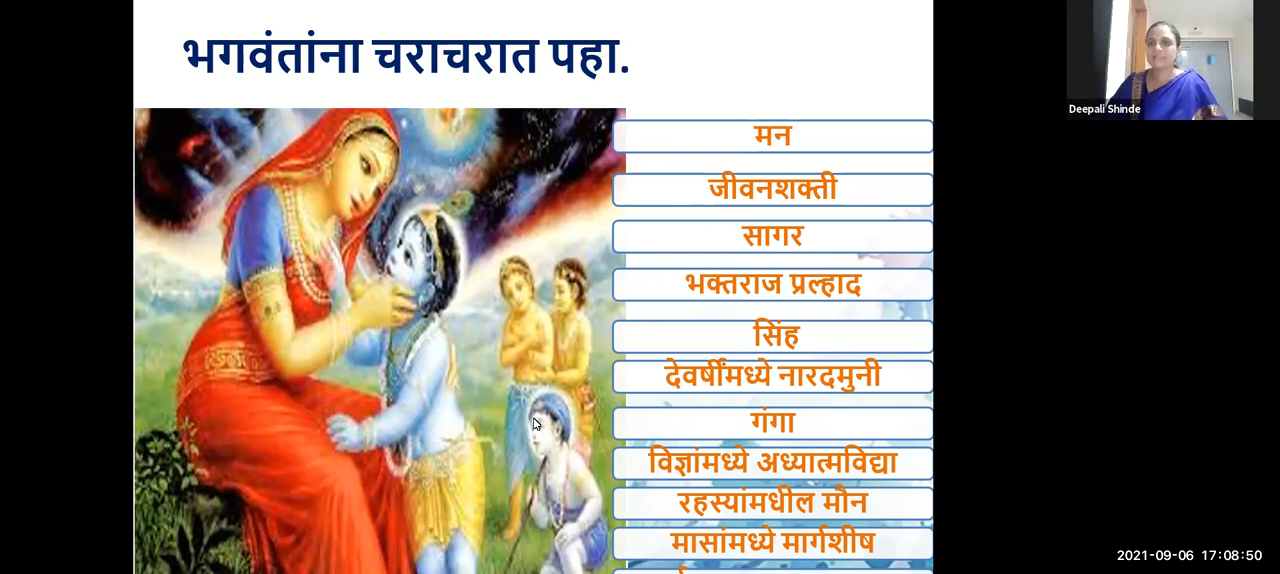 भगवंतांना चराचरात पहा.
मन
जीवनशक्ती
सागर
भक्तराज प्रल्हाद
सिंह
देवर्षींमध्ये नारदमुनी
गंगा
विज्ञांमध्ये अध्यात्मविद्या
रहस्यांमधील मौन
मासांमध्ये मार्गशीष
Deepali Shinde
2021-09-06 17:08:50